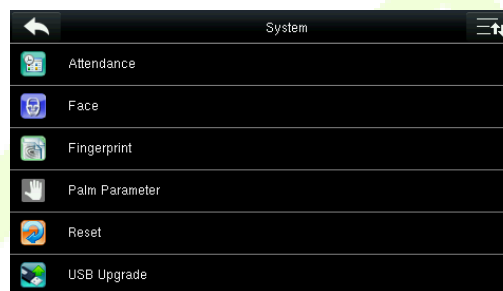 System
Attendance
Face
Fingerprint
Palm Parameter
Reset
USB Upgrade